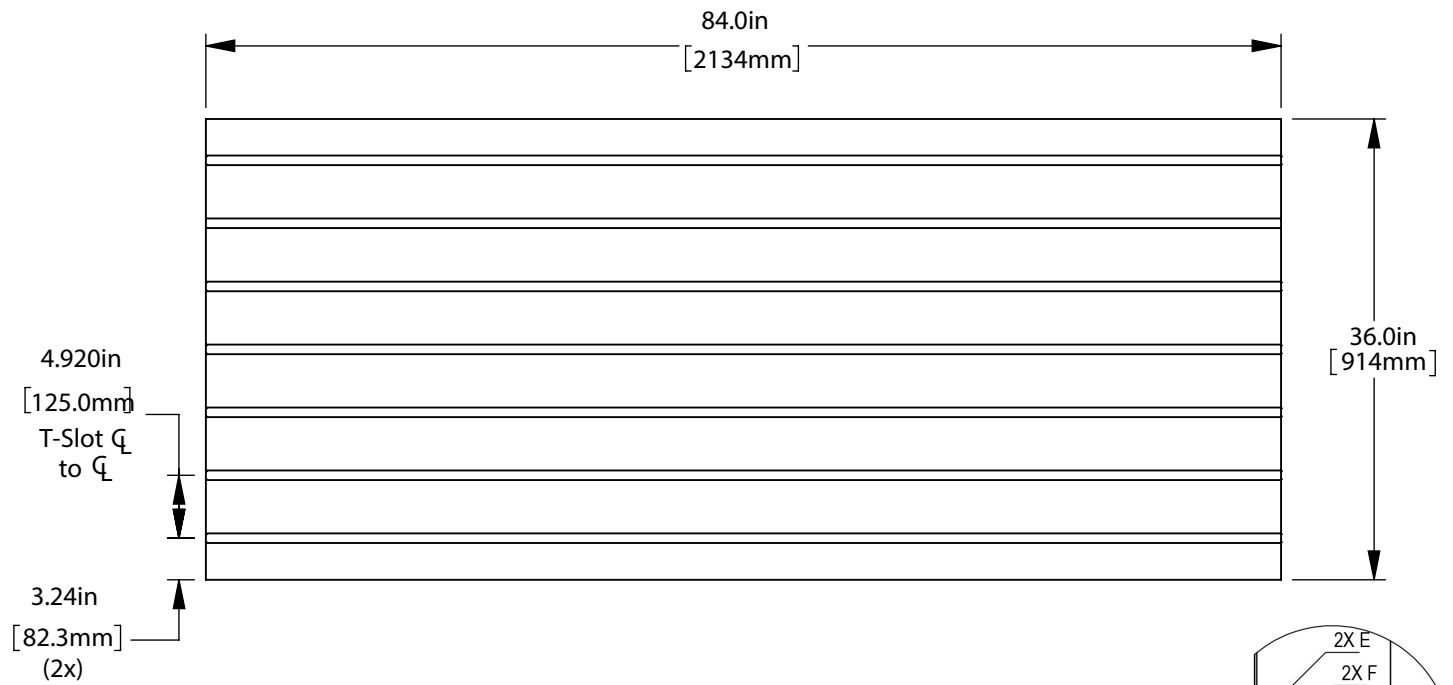 84.0in
[2134mm]
36.0in
[914mm]
4.920in
[125.0mm]
T-Slot ℄
to ℄
3.24in
[82.3mm]
(2x)
2X E
2X F